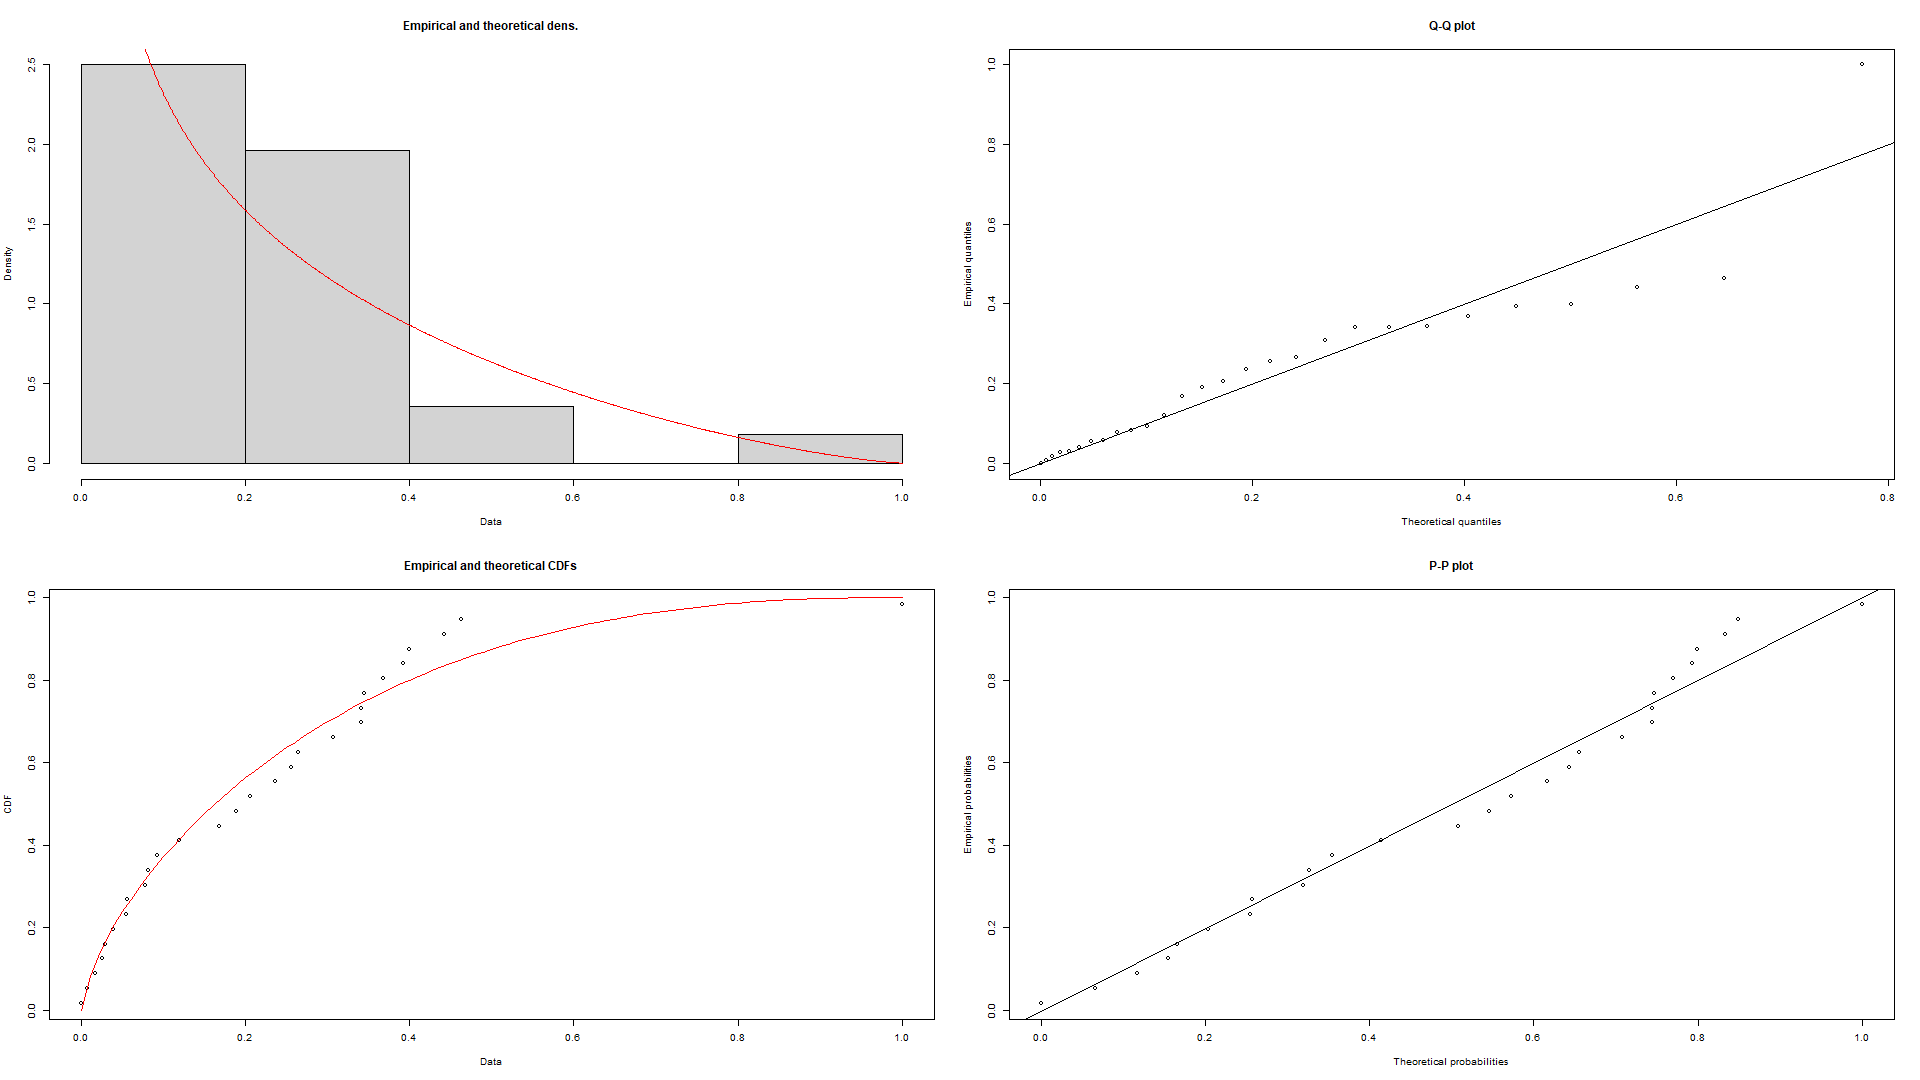 Empirical and theoretical dens.
Density
0.0 0.5 1.0 1.5 2.0 2.5
0.0 0.2 0.4 0.6 0.8 1.0
Data
Q-Q plot
Empirical quantiles
0.0 0.2 0.4 0.6 0.8 1.0
0.0 0.2 0.4 0.6 0.8
Theoretical quantiles
Empirical and theoretical CDFs
CDF
0.0 0.2 0.4 0.6 0.8 1.0
0.0 0.2 0.4 0.6 0.8 1.0
Data
P-P plot
Empirical probabilities
0.0 0.2 0.4 0.6 0.8 1.0
0.0 0.2 0.4 0.6 0.8 1.0
Theoretical probabilities